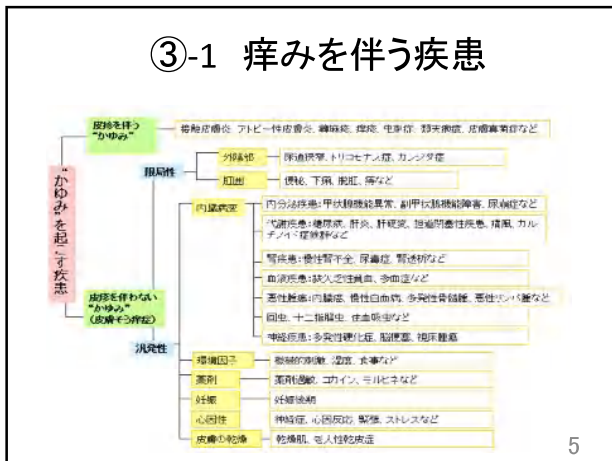 ③-1 痒みを伴う疾患
“かゆみ”を起こす疾患
皮疹を伴う
“かゆみ”
接触皮膚炎、アトピー性皮膚炎、蕁麻疹、痒疹、虫刺症、類天疱瘡、皮膚真菌症など
皮疹を伴わない
“かゆみ”
(皮膚そう痒症)
限局性
外陰部
尿道狭窄、トリコモナス症、カンジダ症
肛囲
便秘、下痢、脱肛、痔など
汎発性
内臓病変
内分泌疾患:甲状腺機能異常、副甲状腺機能障害、尿崩症など
代謝疾患:糖尿病、肝炎、肝硬変、胆道閉塞性疾患、痛風、カル
チノイド症候群など
腎疾患:慢性腎不全、尿毒症、腎透析など
血液疾患:鉄欠乏性貧血、多血症など
悪性腫瘍:内臓癌、慢性白血病、多発性骨髄腫、悪性リンパ腫など
回虫、十二指腸虫、住血吸虫など
神経疾患:多発性硬化症、脳梗塞、視床腫瘍
環境因子
機械的刺激、湿度、食事など
薬剤
薬剤過敏、コカイン、モルヒネなど
妊娠
妊娠後期
心因性
神経症、心因反応、緊張、ストレスなど
皮膚の乾燥
乾燥肌、老人性乾皮症
5